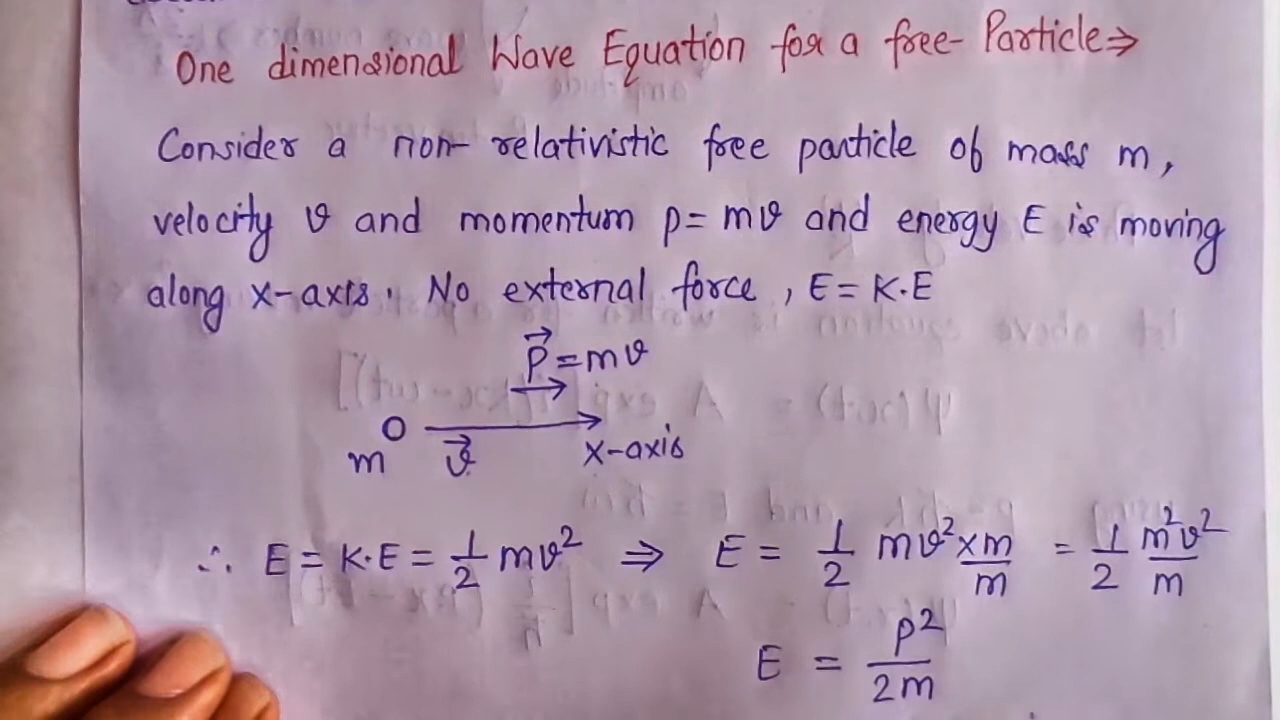 One dimensional Wave Equation for a free-Particle⇒
Consider a non-relativistic free particle of mass m,
velocity v and momentum p=mv and energy E is moving
along x-axis. No external force, E=K.E
→P=mv
m →v x-axis
∴ E=K.E=1/2 mv² ⇒ E = 1/2 mv²×m/m = 1/2 m²v²/m
E = p²/2m